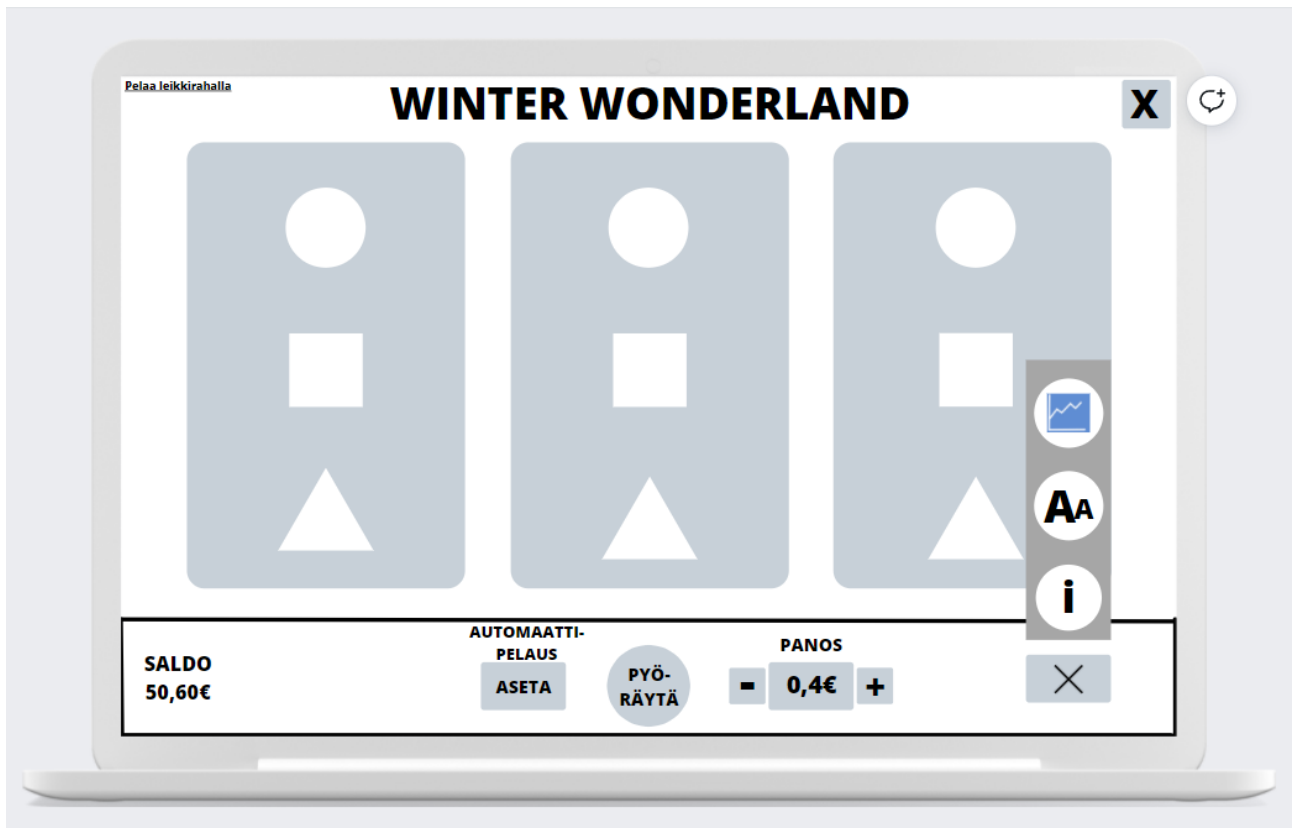 Pelaa leikkirahalla
WINTER WONDERLAND
X
AA
i
SALDO
50,60€
AUTOMAATTI-
PELAUS
ASETA
PYÖ-
RÄYTÄ
PANOS
- 0,4€ +